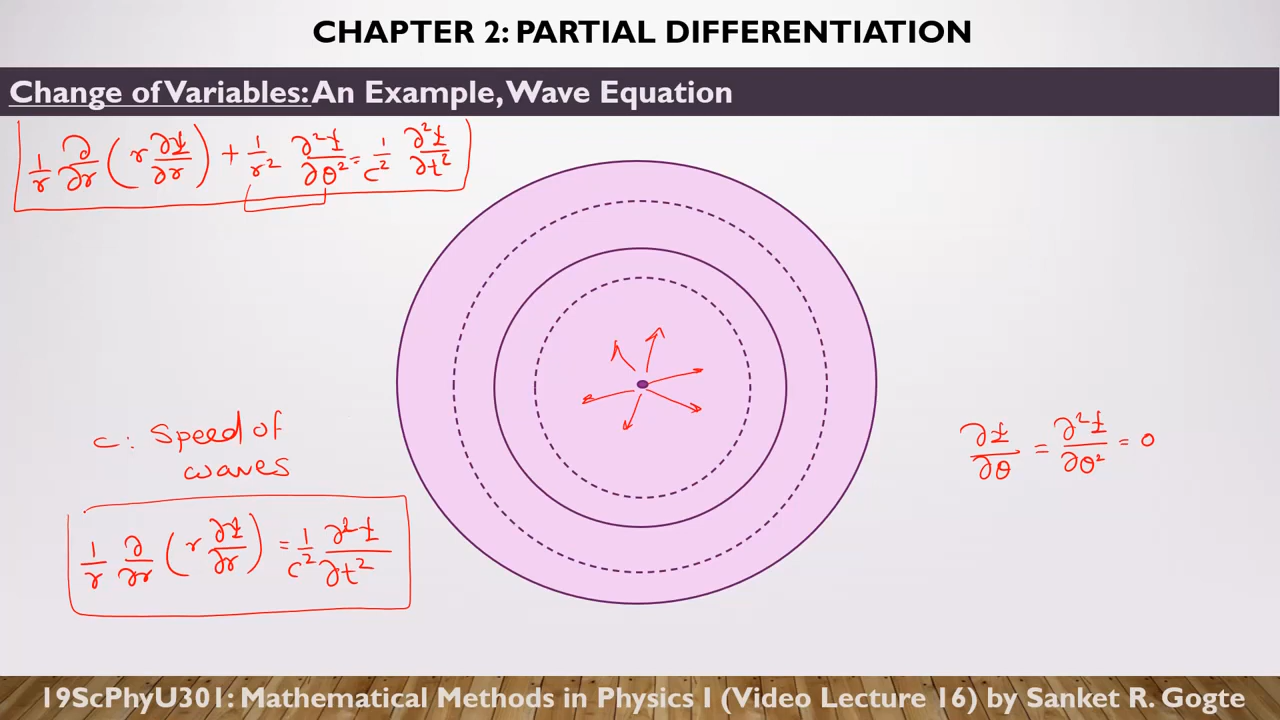 CHAPTER 2: PARTIAL DIFFERENTIATION
Change of Variables: An Example, Wave Equation
1/r ∂/∂r (r ∂f/∂r) + 1/r² ∂²f/∂θ² = 1/c² ∂²f/∂t²
c: Speed of
waves
∂f/∂θ = ∂²f/∂θ² = 0
1/r ∂/∂r (r ∂f/∂r) = 1/c² ∂²f/∂t²
19ScPhyU301: Mathematical Methods in Physics I (Video Lecture 16) by Sanket R. Gogte